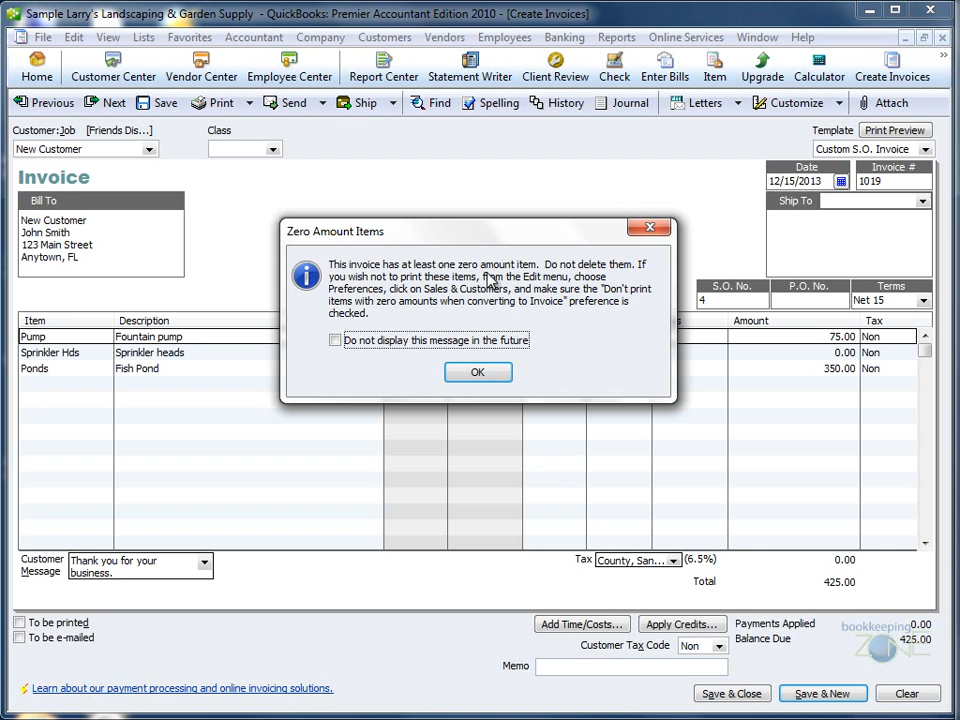 Sample Larry's Landscaping & Garden Supply - QuickBooks: Premier Accountant Edition 2010 - [Create Invoices]
File Edit View Lists Favorites Accountant Company Customers Vendors Employees Banking Reports Online Services Window Help
Home Customer Center Vendor Center Employee Center Report Center Statement Writer Client Review Check Enter Bills Item Upgrade Calculator Create Invoices
Previous Next Save Print Send Ship Find Spelling History Journal Letters Customize Attach
Customer:Job [Friends Dis...] Class Template Print Preview
New Customer Custom S.O. Invoice
Invoice
Date Invoice #
12/15/2013 1019
Bill To
Ship To
New Customer
John Smith
123 Main Street
Anytown, FL
Zero Amount Items
This invoice has at least one zero amount item. Do not delete them. If
you wish not to print these items, from the Edit menu, choose
Preferences, click on Sales & Customers, and make sure the "Don't print
items with zero amounts when converting to Invoice" preference is
checked.
Do not display this message in the future
OK
S.O. No. P.O. No. Terms
4 Net 15
Item Description Amount Tax
Pump Fountain pump 75.00 Non
Sprinkler Hds Sprinkler heads 0.00 Non
Ponds Fish Pond 350.00 Non
Customer
Message
Thank you for your
business.
Tax County, San... (6.5%) 0.00
Total 425.00
To be printed
To be e-mailed
Add Time/Costs... Apply Credits... Payments Applied 0.00
Customer Tax Code Non Balance Due 425.00
bookkeeping
ZONE
Memo
Learn about our payment processing and online invoicing solutions.
Save & Close Save & New Clear